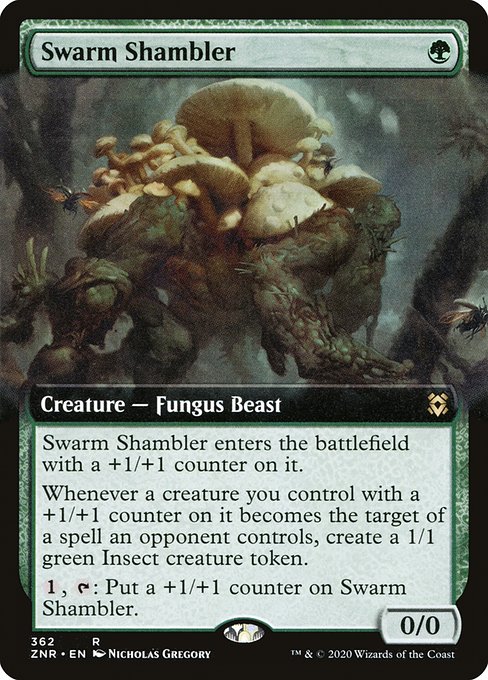 Swarm Shambler
Creature — Fungus Beast
Swarm Shambler enters the battlefield
with a +1/+1 counter on it.
Whenever a creature you control with a
+1/+1 counter on it becomes the target of
a spell an opponent controls, create a 1/1
green Insect creature token.
1, : Put a +1/+1 counter on Swarm
Shambler.
0/0
362 R
ZNR • EN Nicholas Gregory
™ & © 2020 Wizards of the Coast